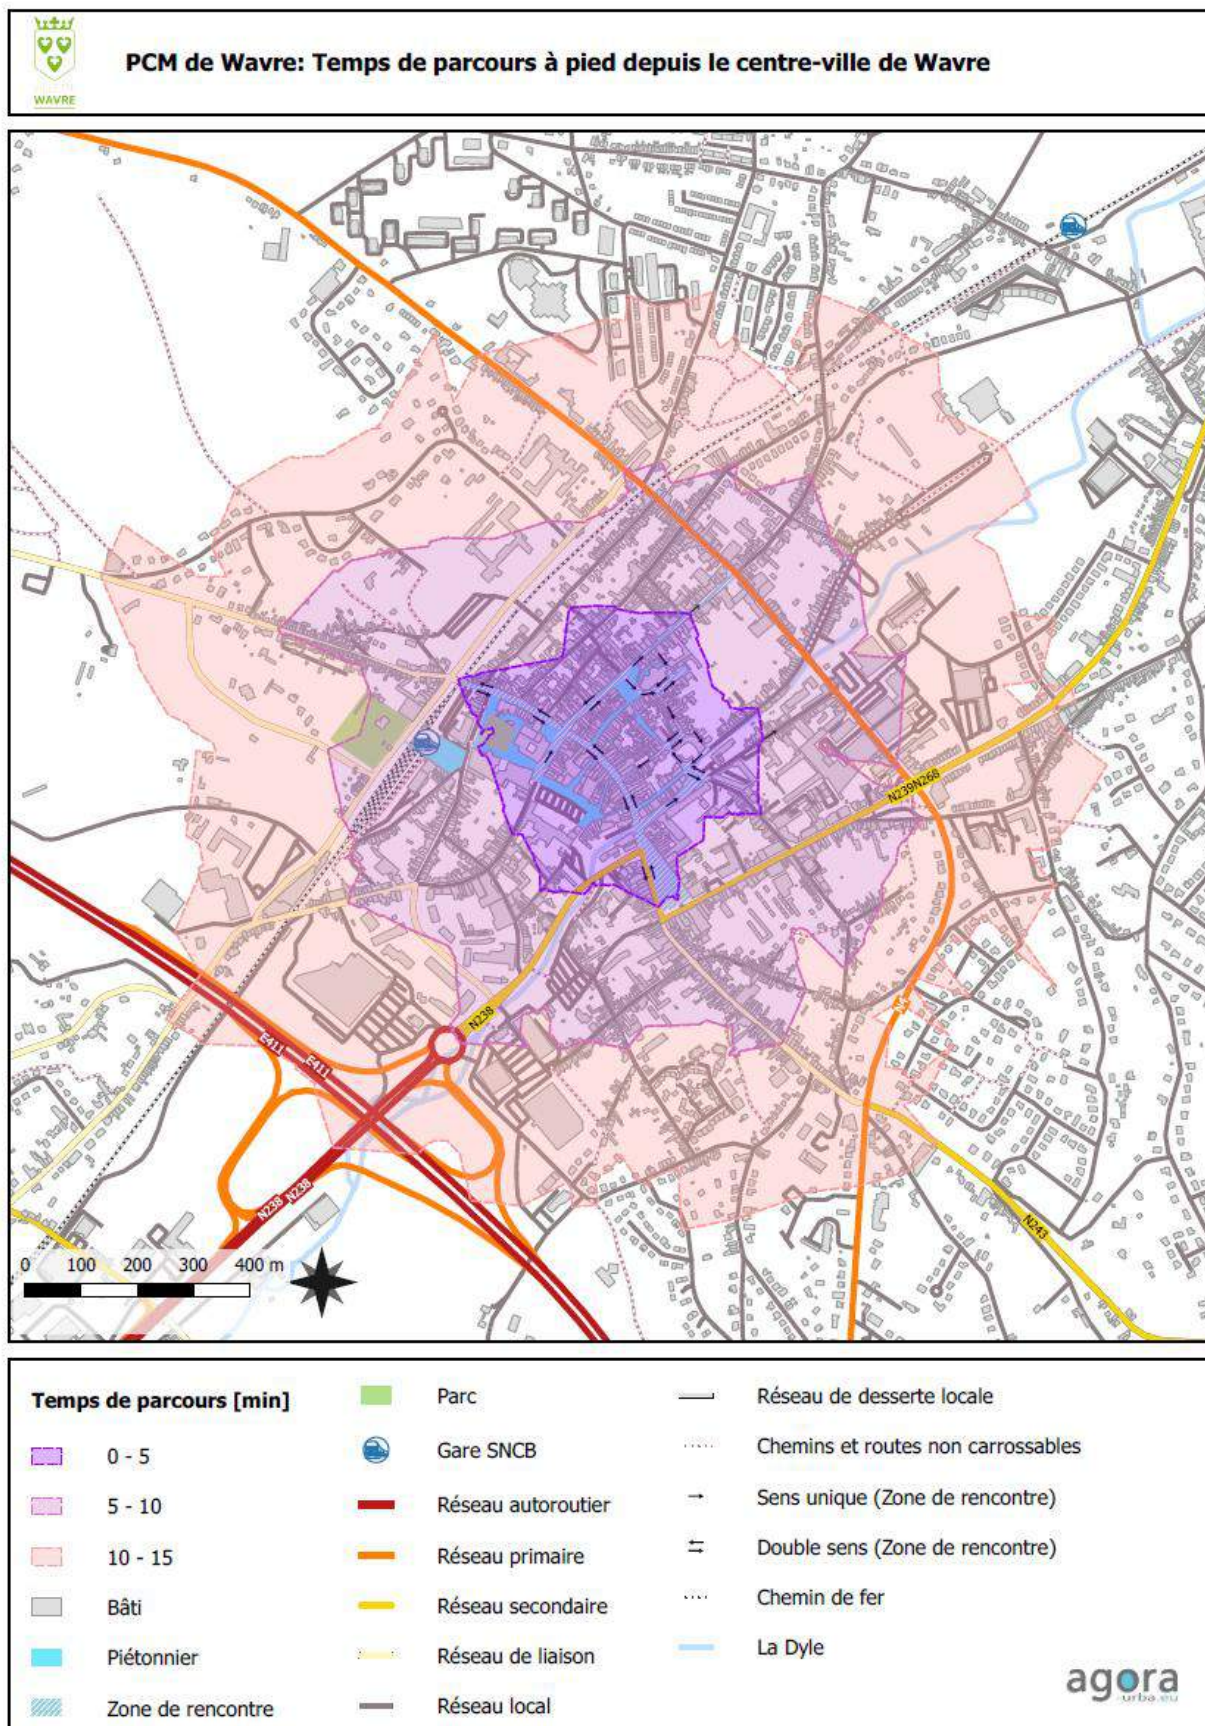 WAVRE
PCM de Wavre: Temps de parcours à pied depuis le centre-ville de Wavre
N239N268
N238
E411
E411
N238
N238
N243
0 100 200 300 400 m
Temps de parcours [min]
0 - 5
5 - 10
10 - 15
Bâti
Piétonnier
Zone de rencontre
Parc
Gare SNCB
Réseau autoroutier
Réseau primaire
Réseau secondaire
Réseau de liaison
Réseau local
Réseau de desserte locale
Chemins et routes non carrossables
Sens unique (Zone de rencontre)
Double sens (Zone de rencontre)
Chemin de fer
La Dyle
agora
-urba.eu